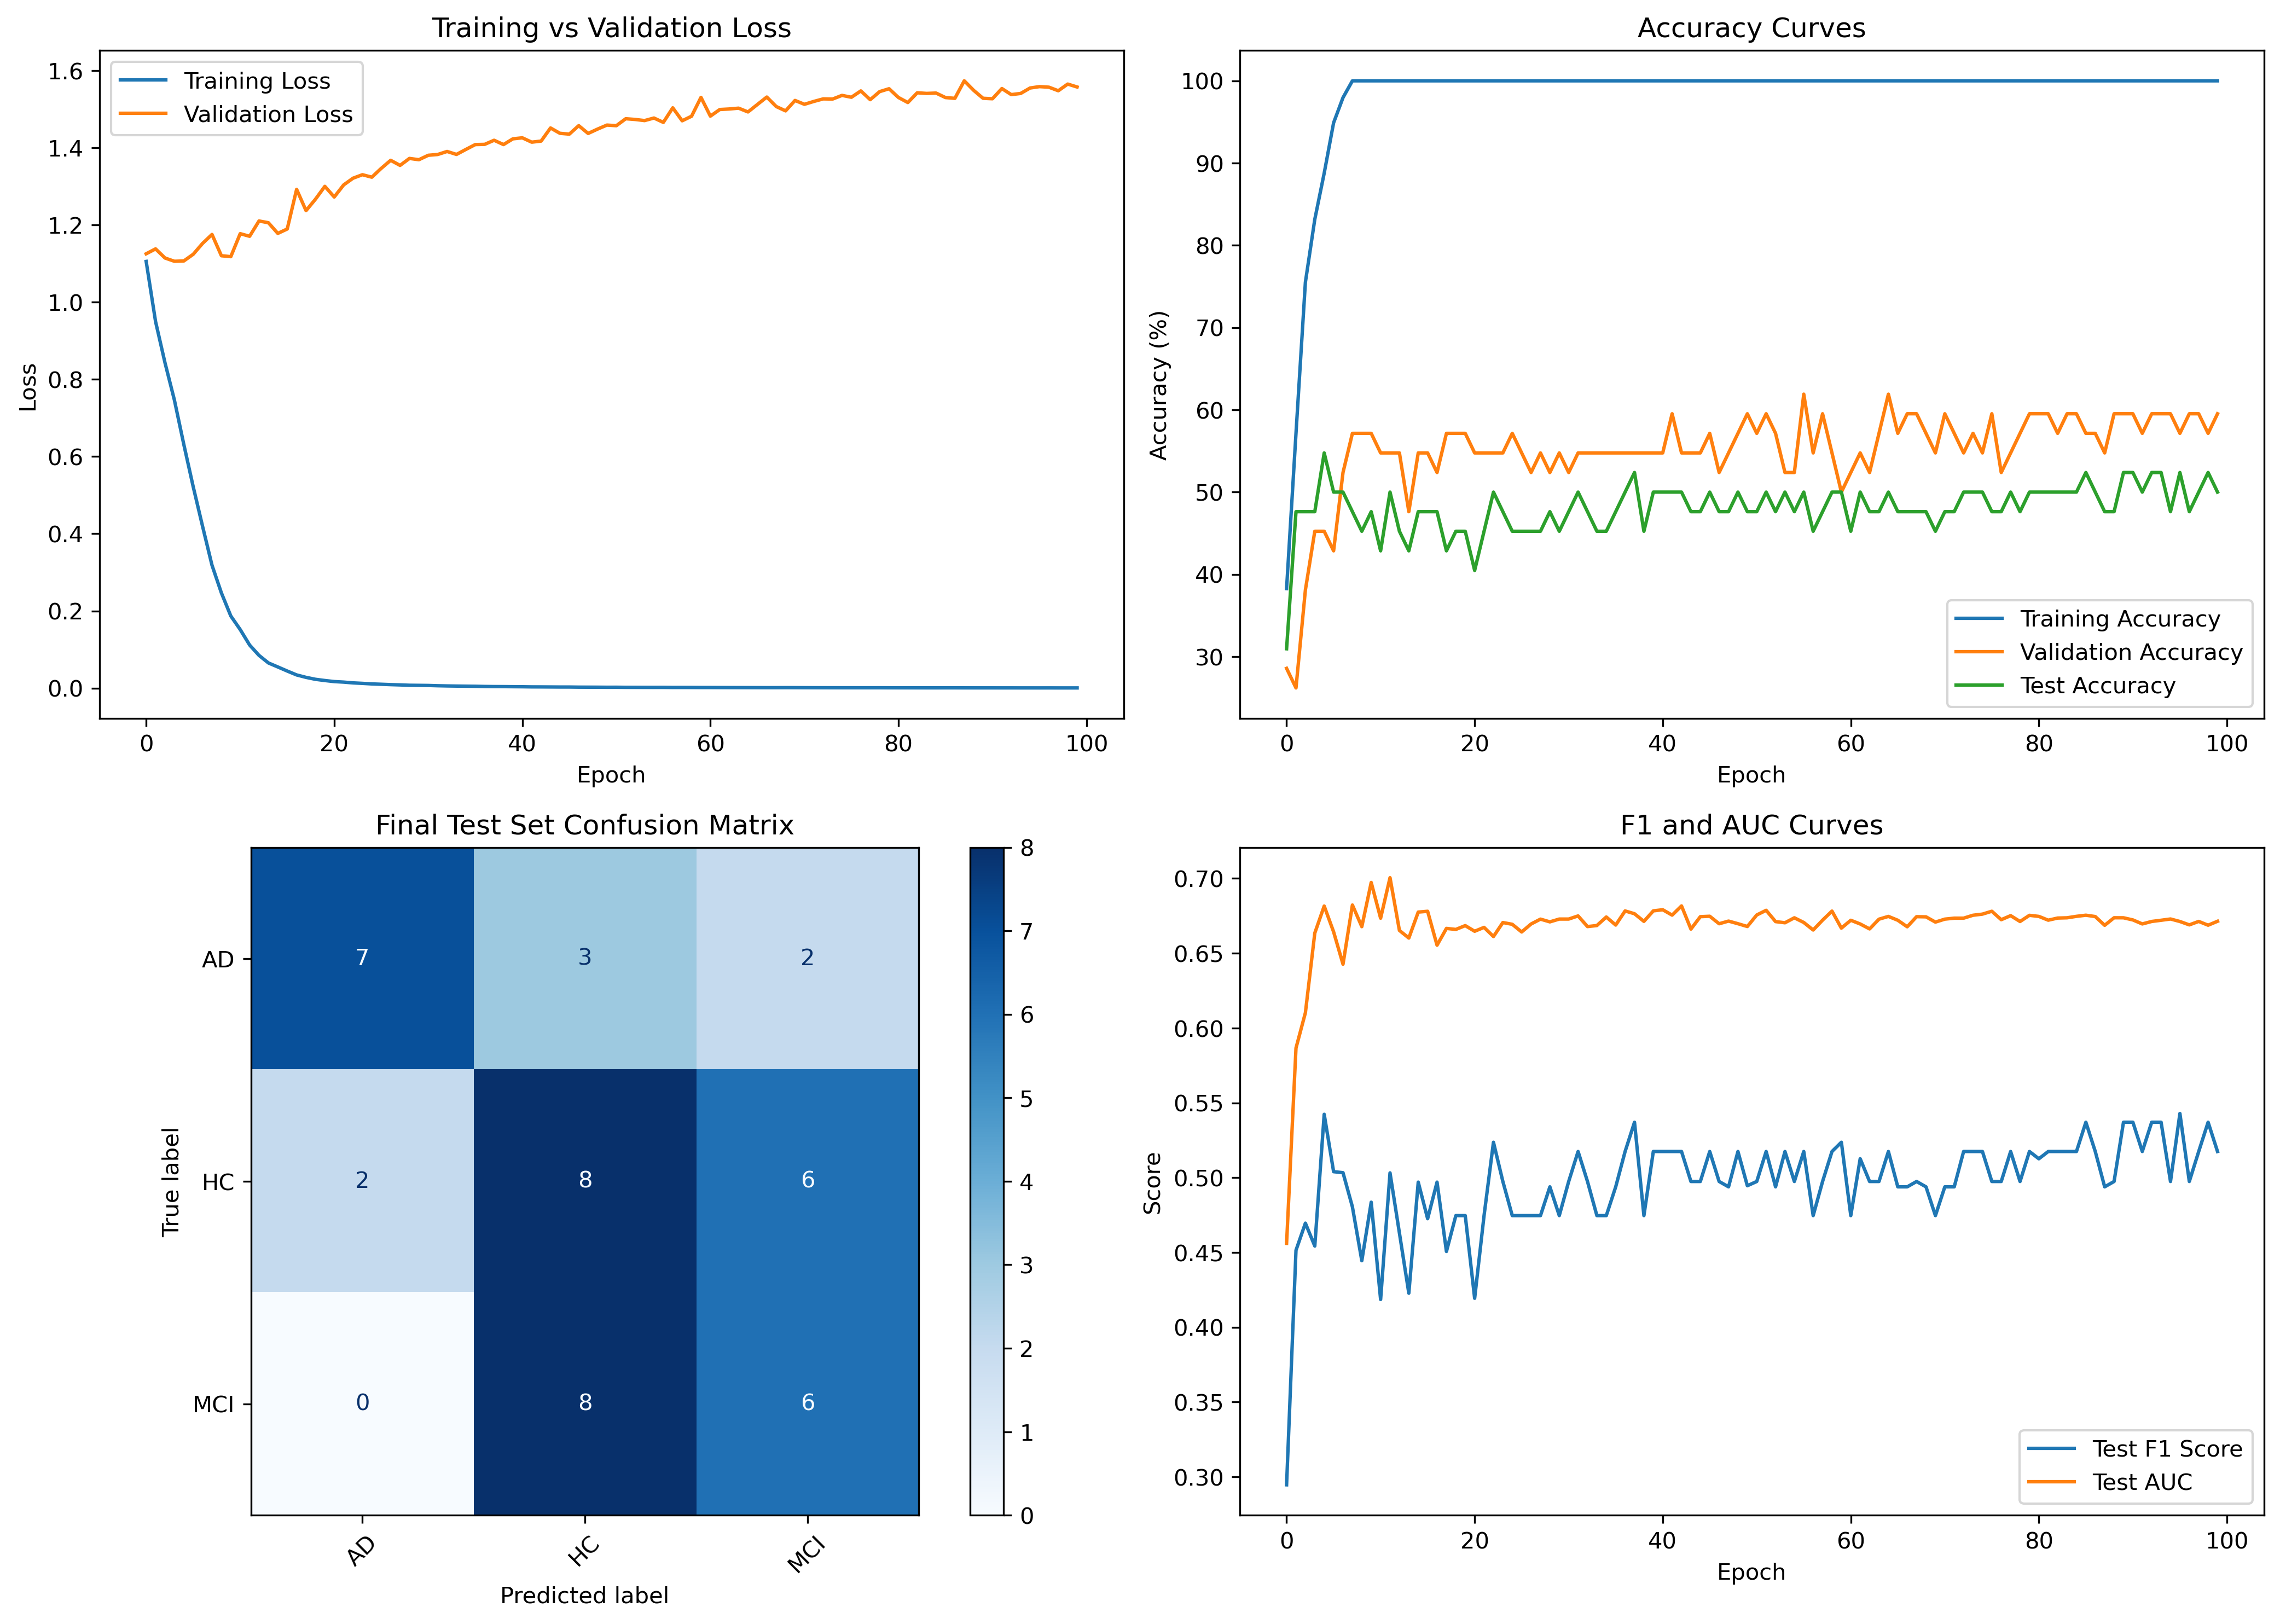 Training vs Validation Loss
Training Loss
Validation Loss
1.6
1.4
1.2
1.0
0.8
0.6
0.4
0.2
0.0
Loss
0 20 40 60 80 100
Epoch
Accuracy Curves
100
90
80
70
60
50
40
30
Accuracy (%)
Training Accuracy
Validation Accuracy
Test Accuracy
0 20 40 60 80 100
Epoch
Final Test Set Confusion Matrix
True label
AD 7 3 2
HC 2 8 6
MCI 0 8 6
AD HC MCI
Predicted label
8
7
6
5
4
3
2
1
0
F1 and AUC Curves
0.70
0.65
0.60
0.55
0.50
0.45
0.40
0.35
0.30
Score
Test F1 Score
Test AUC
0 20 40 60 80 100
Epoch